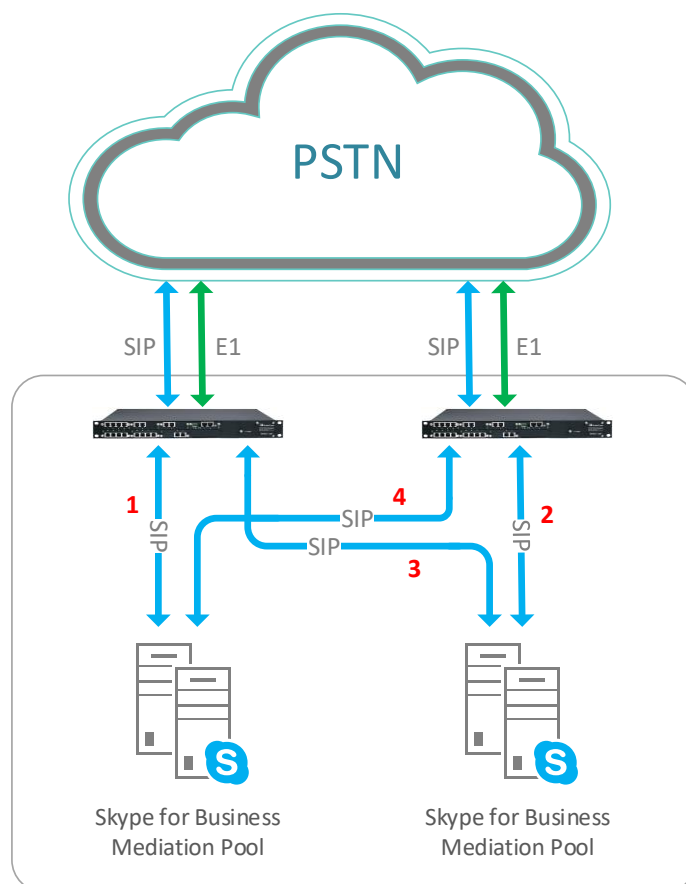 PSTN
SIP
E1
SIP
E1
1
SIP
4
SIP
2
SIP
SIP
3
S
S
Skype for Business
Mediation Pool
Skype for Business
Mediation Pool